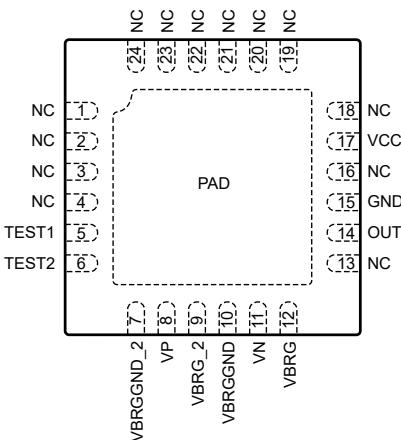 NC NC NC NC NC NC
24 23 22 21 20 19
NC 1 18 NC
NC 2 17 VCC
NC 3 16 NC
PAD
NC 4 15 GND
TEST1 5 14 OUT
TEST2 6 13 NC
7 8 9 10 11 12
VBRGGND_2 VP VBRG_2 VBRGGND VN VBRG